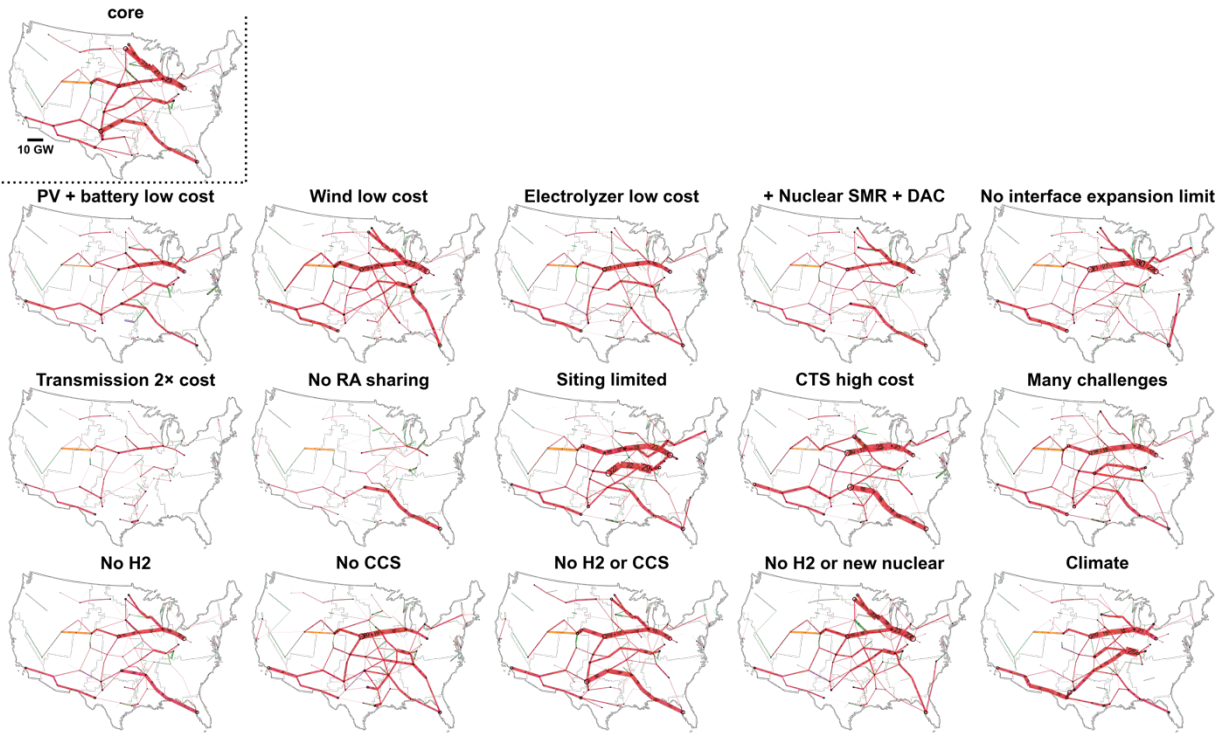 core
10 GW
PV + battery low cost
Wind low cost
Electrolyzer low cost
+ Nuclear SMR + DAC
No interface expansion limit
Transmission 2× cost
No RA sharing
Siting limited
CTS high cost
Many challenges
No H2
No CCS
No H2 or CCS
No H2 or new nuclear
Climate